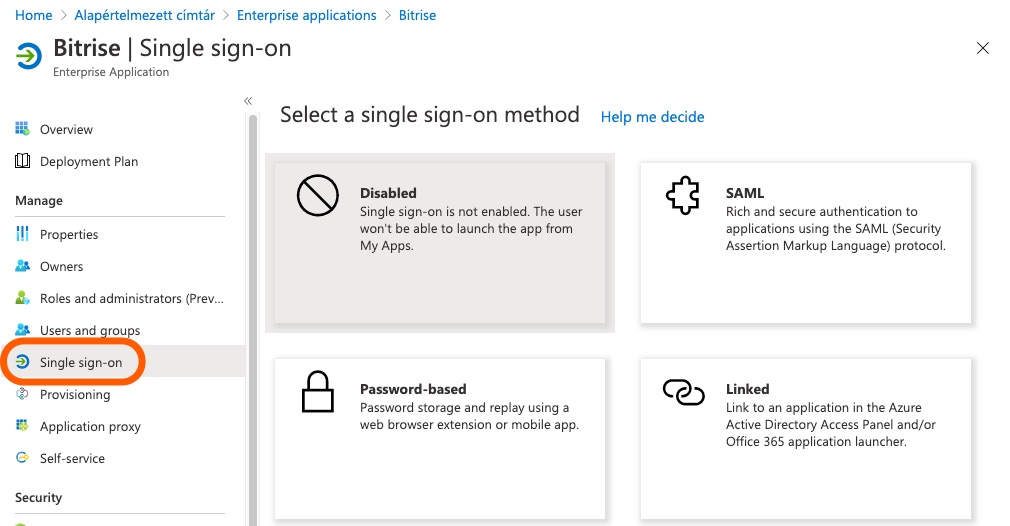 Home > Alapértelmezett címtár > Enterprise applications > Bitrise
Bitrise | Single sign-on
Enterprise Application
«
Overview
Deployment Plan
Manage
Properties
Owners
Roles and administrators (Prev...
Users and groups
Single sign-on
Provisioning
Application proxy
Self-service
Security
Select a single sign-on method Help me decide
Disabled
Single sign-on is not enabled. The user
won't be able to launch the app from
My Apps.
SAML
Rich and secure authentication to
applications using the SAML (Security
Assertion Markup Language) protocol.
Password-based
Password storage and replay using a
web browser extension or mobile app.
Linked
Link to an application in the Azure
Active Directory Access Panel and/or
Office 365 application launcher.